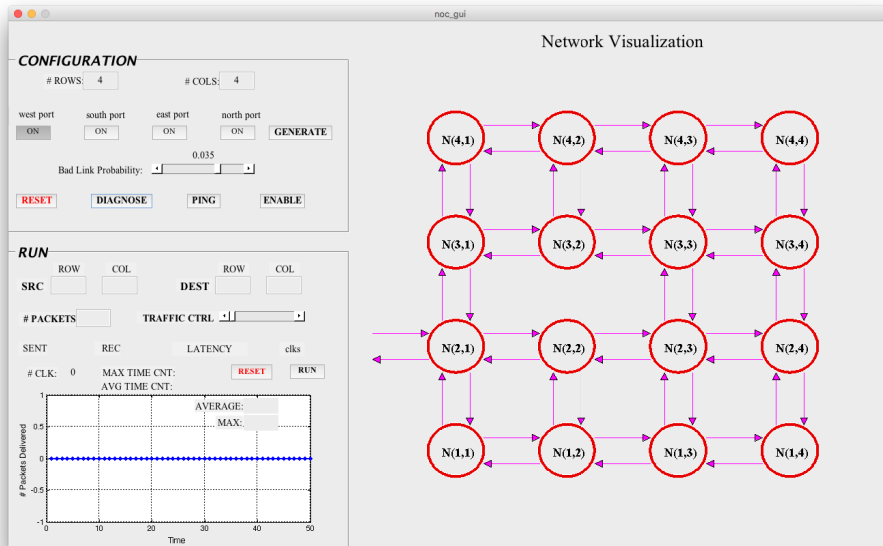 noc_gui
CONFIGURATION
# ROWS: 4 # COLS: 4
west port south port east port north port
ON ON ON ON GENERATE
0.035
Bad Link Probability:
RESET DIAGNOSE PING ENABLE
RUN
ROW COL ROW COL
SRC DEST
# PACKETS TRAFFIC CTRL
SENT REC LATENCY clks
# CLK: 0 MAX TIME CNT: RESET RUN
AVG TIME CNT:
AVERAGE:
MAX:
# Packets Delivered
1
0.5
0
-0.5
-1
0 10 20 30 40 50
Time
Network Visualization
N(4,1) N(4,2) N(4,3) N(4,4)
N(3,1) N(3,2) N(3,3) N(3,4)
N(2,1) N(2,2) N(2,3) N(2,4)
N(1,1) N(1,2) N(1,3) N(1,4)